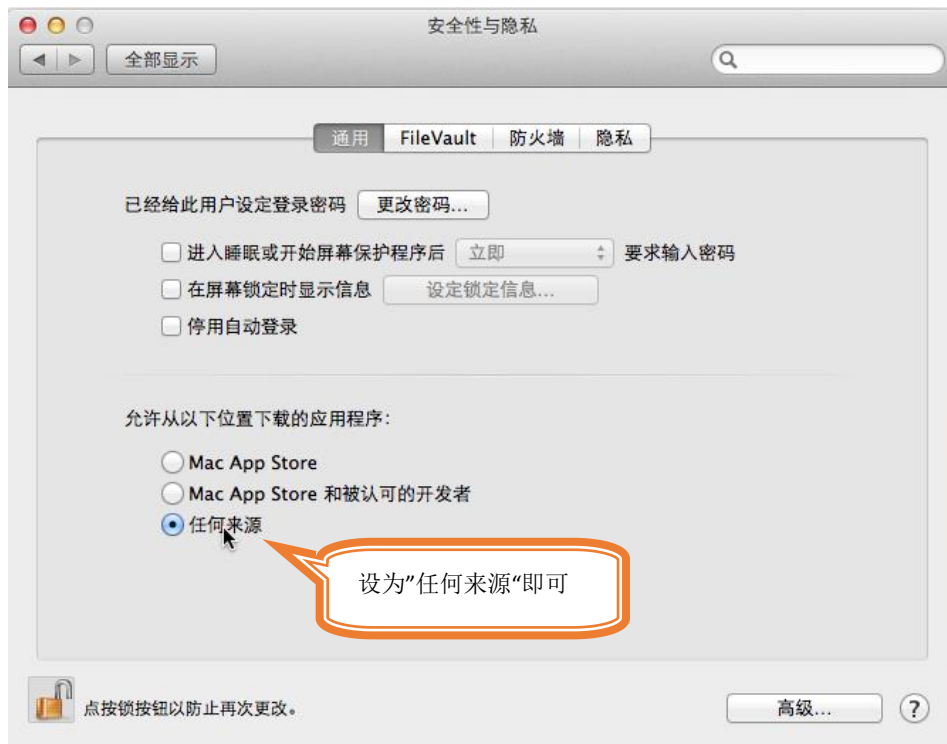 安全性与隐私
全部显示
通用 FileVault 防火墙 隐私
已经给此用户设定登录密码 更改密码...
进入睡眠或开始屏幕保护程序后 立即 要求输入密码
在屏幕锁定时显示信息 设定锁定信息...
停用自动登录
允许从以下位置下载的应用程序:
Mac App Store
Mac App Store 和被认可的开发者
任何来源
设为”任何来源“即可
点按锁按钮以防止再次更改。
高级... ?